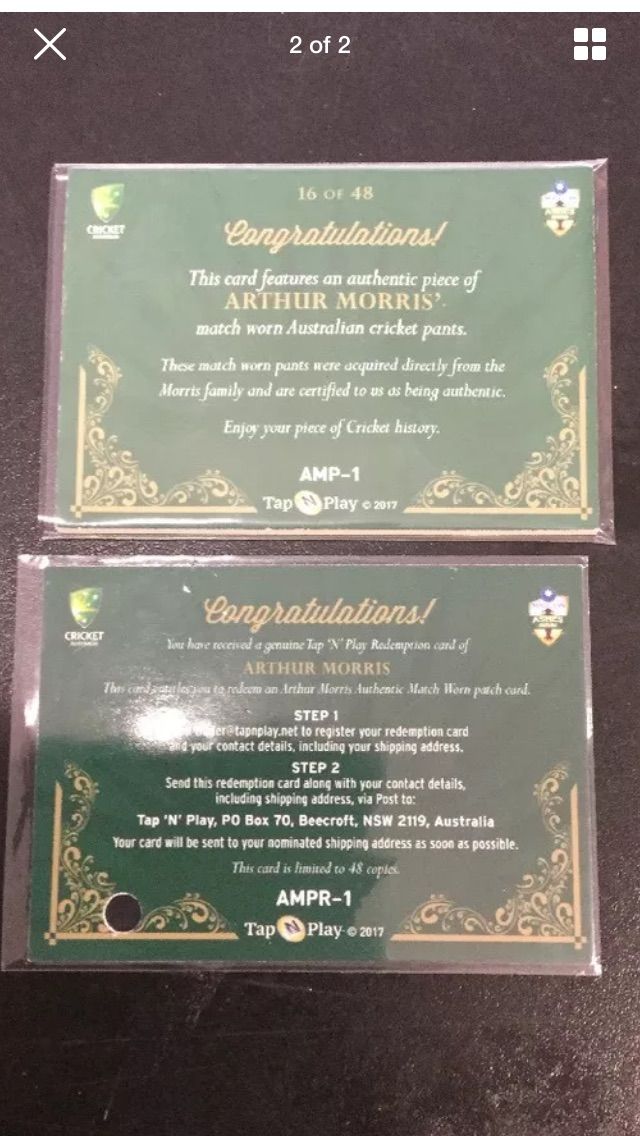 2 of 2
16 OF 48
CRICKET
Congratulations!
This card features an authentic piece of
ARTHUR MORRIS'
match worn Australian cricket pants.
These match worn pants were acquired directly from the
Morris family and are certified to us as being authentic.
Enjoy your piece of Cricket history.
AMP-1
Tap N Play © 2017
CRICKET
ASHES
Congratulations!
You have received a genuine Tap 'N' Play Redemption card of
ARTHUR MORRIS
This card entitles you to redeem an Arthur Morris Authentic Match Worn patch card.
STEP 1
@tapnplay.net to register your redemption card
and your contact details, including your shipping address.
STEP 2
Send this redemption card along with your contact details,
including shipping address, via Post to:
Tap 'N' Play, PO Box 70, Beecroft, NSW 2119, Australia
Your card will be sent to your nominated shipping address as soon as possible.
This card is limited to 48 copies.
AMPR-1
Tap N Play © 2017